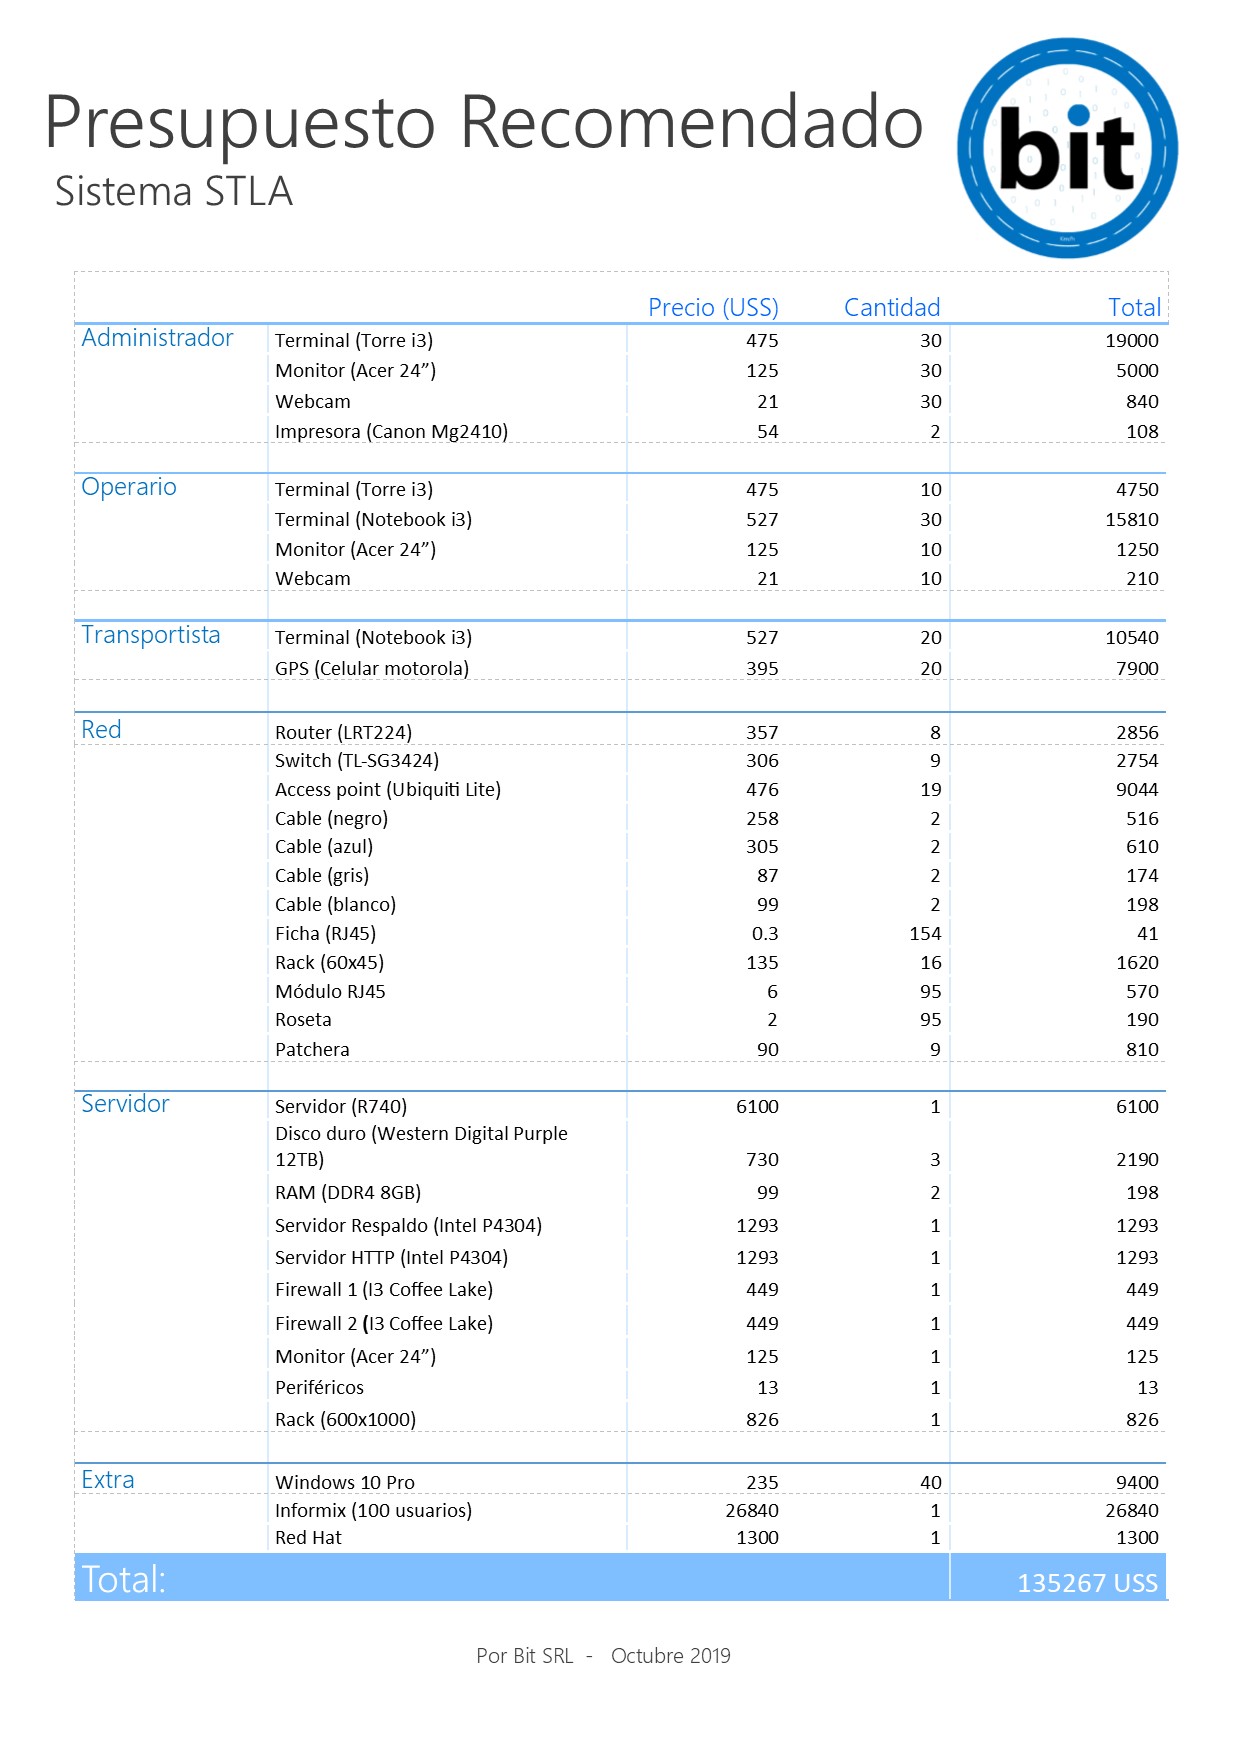 Presupuesto Recomendado
Sistema STLA
bit
Precio (USS) Cantidad Total
Administrador Terminal (Torre i3) 475 30 19000
Monitor (Acer 24”) 125 30 5000
Webcam 21 30 840
Impresora (Canon Mg2410) 54 2 108
Operario Terminal (Torre i3) 475 10 4750
Terminal (Notebook i3) 527 30 15810
Monitor (Acer 24”) 125 10 1250
Webcam 21 10 210
Transportista Terminal (Notebook i3) 527 20 10540
GPS (Celular motorola) 395 20 7900
Red Router (LRT224) 357 8 2856
Switch (TL-SG3424) 306 9 2754
Access point (Ubiquiti Lite) 476 19 9044
Cable (negro) 258 2 516
Cable (azul) 305 2 610
Cable (gris) 87 2 174
Cable (blanco) 99 2 198
Ficha (RJ45) 0.3 154 41
Rack (60x45) 135 16 1620
Módulo RJ45 6 95 570
Roseta 2 95 190
Patchera 90 9 810
Servidor Servidor (R740) 6100 1 6100
Disco duro (Western Digital Purple
12TB) 730 3 2190
RAM (DDR4 8GB) 99 2 198
Servidor Respaldo (Intel P4304) 1293 1 1293
Servidor HTTP (Intel P4304) 1293 1 1293
Firewall 1 (I3 Coffee Lake) 449 1 449
Firewall 2 (I3 Coffee Lake) 449 1 449
Monitor (Acer 24”) 125 1 125
Periféricos 13 1 13
Rack (600x1000) 826 1 826
Extra Windows 10 Pro 235 40 9400
Informix (100 usuarios) 26840 1 26840
Red Hat 1300 1 1300
Total: 135267 USS
Por Bit SRL - Octubre 2019